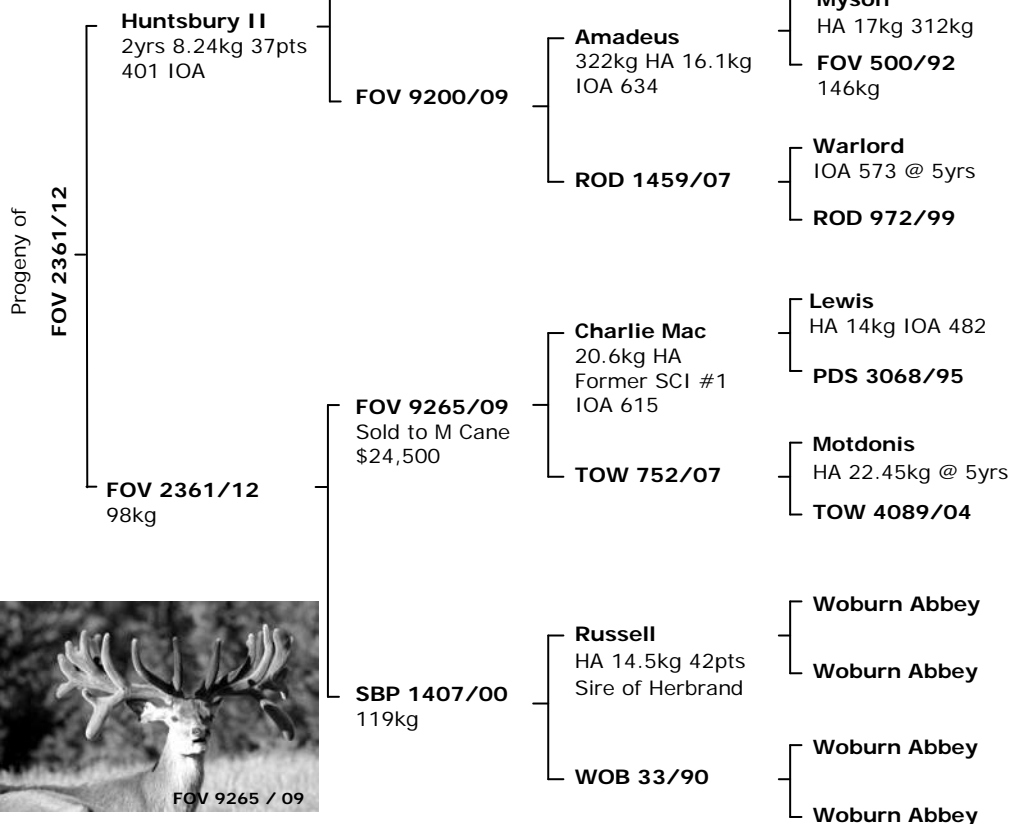 Progeny of
FOV 2361/12
Huntsbury II
2yrs 8.24kg 37pts
401 IOA
FOV 2361/12
98kg
FOV 9200/09
FOV 9265/09
Sold to M Cane
$24,500
SBP 1407/00
119kg
Amadeus
322kg HA 16.1kg
IOA 634
ROD 1459/07
Charlie Mac
20.6kg HA
Former SCI #1
IOA 615
TOW 752/07
Russell
HA 14.5kg 42pts
Sire of Herbrand
WOB 33/90
Myson
HA 17kg 312kg
FOV 500/92
146kg
Warlord
IOA 573 @ 5yrs
ROD 972/99
Lewis
HA 14kg IOA 482
PDS 3068/95
Motdonis
HA 22.45kg @ 5yrs
TOW 4089/04
Woburn Abbey
Woburn Abbey
Woburn Abbey
Woburn Abbey
FOV 9265 / 09